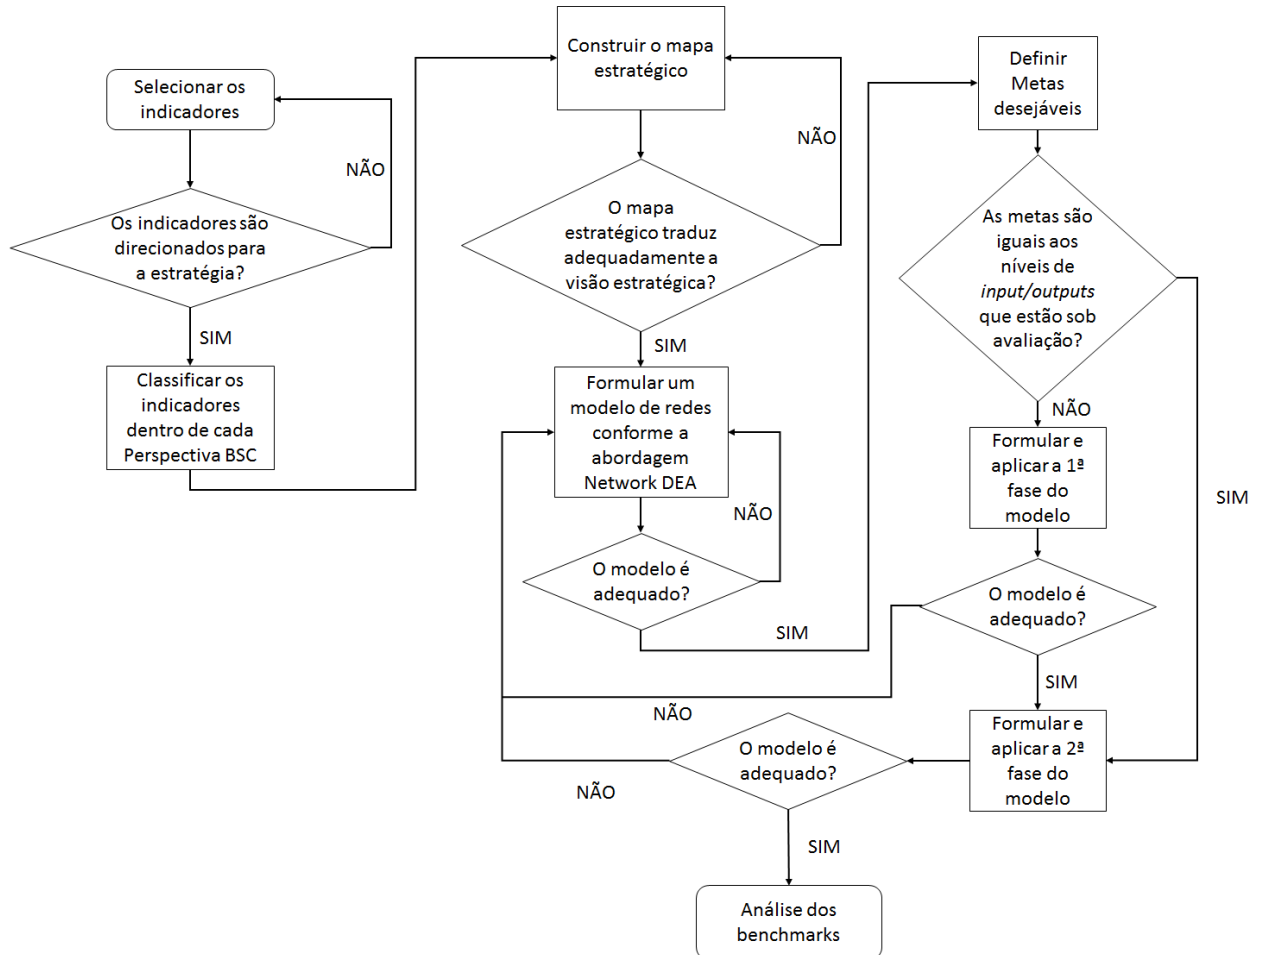 Selecionar os
indicadores
NÃO
Os indicadores são
direcionados para
a estratégia?
SIM
Classificar os
indicadores
dentro de cada
Perspectiva BSC
Construir o mapa
estratégico
NÃO
O mapa
estratégico traduz
adequadamente a
visão estratégica?
SIM
Formular um
modelo de redes
conforme a
abordagem
Network DEA
NÃO
O modelo é
adequado?
SIM
Definir
Metas
desejáveis
As metas são
iguais aos
níveis de
input/outputs
que estão sob
avaliação?
NÃO
SIM
Formular e
aplicar a 1ª
fase do
modelo
O modelo é
adequado?
SIM
NÃO
Formular e
aplicar a 2ª
fase do
modelo
O modelo é
adequado?
NÃO
SIM
Análise dos
benchmarks